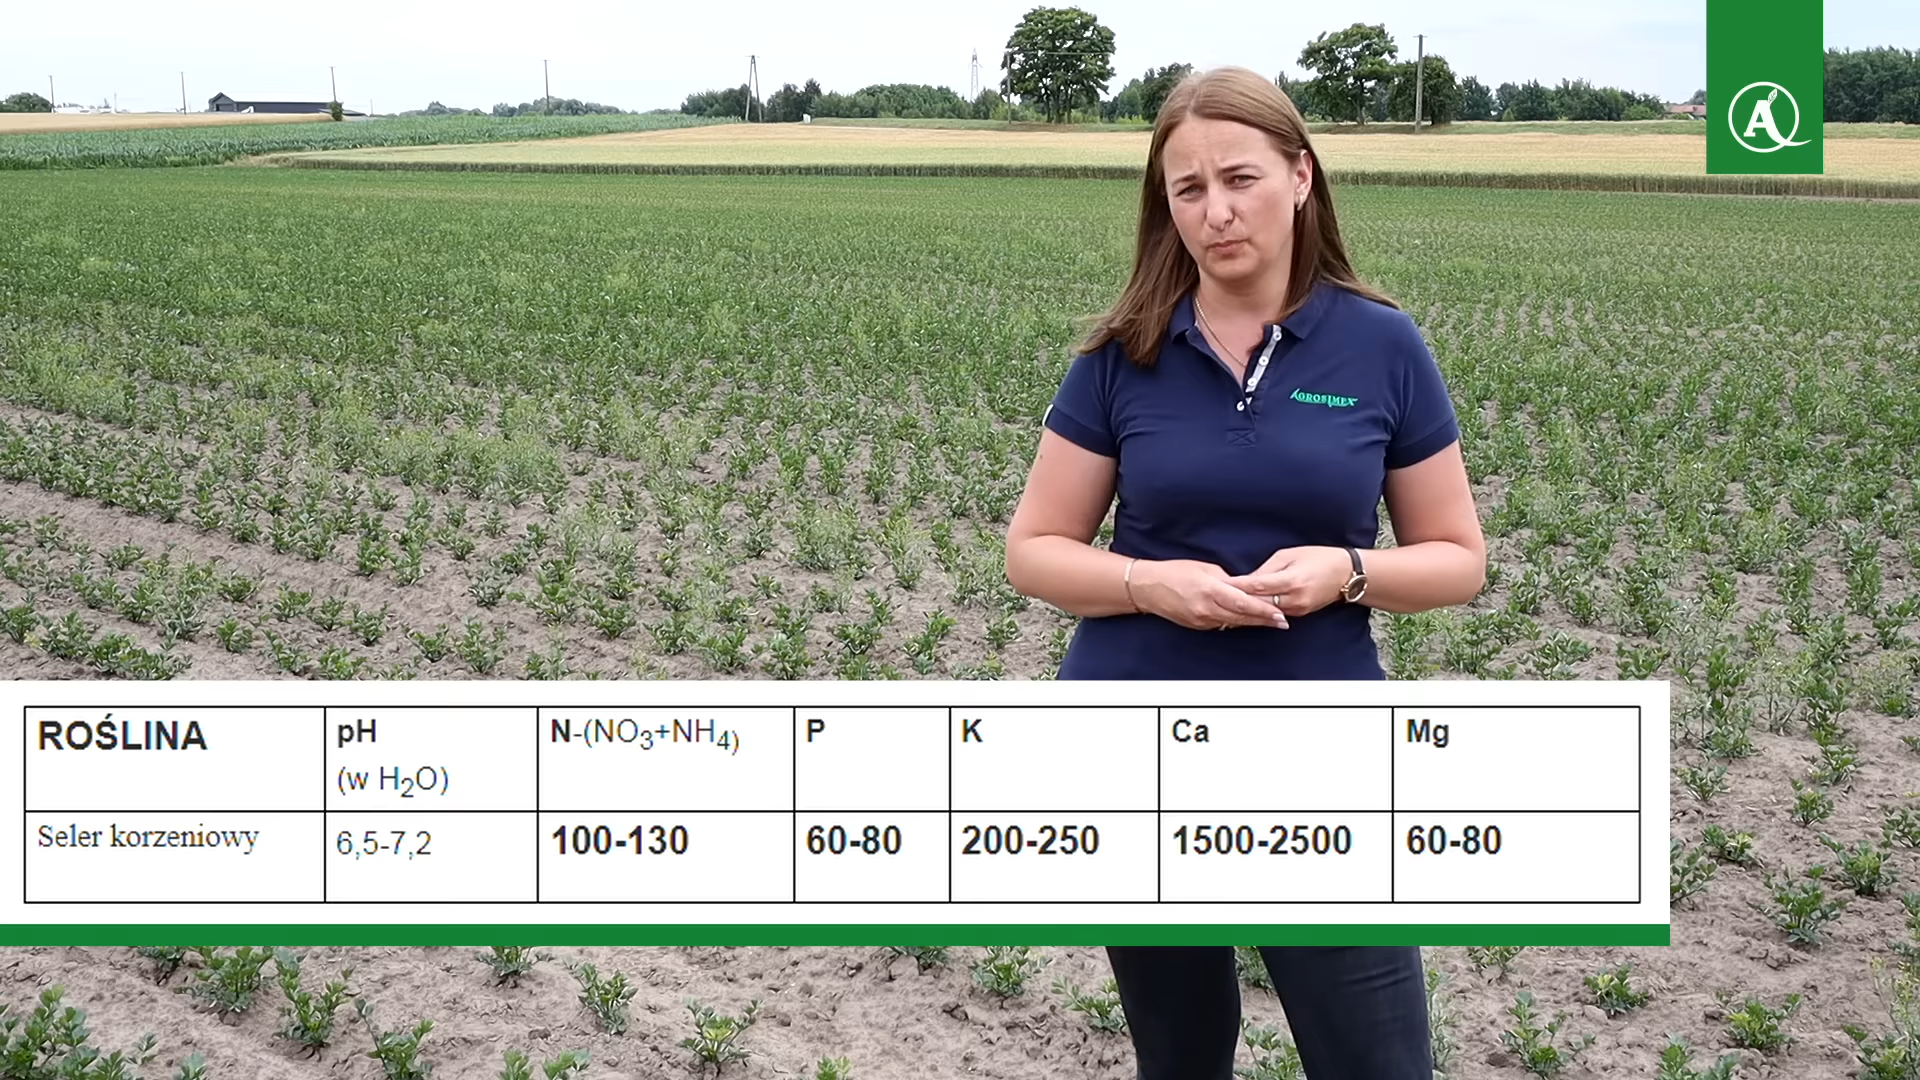 A
AGROSIMEX
ROŚLINA
pH
(w H₂O)
N-(NO₃+NH₄)
P
K
Ca
Mg
Seler korzeniowy
6,5-7,2
100-130
60-80
200-250
1500-2500
60-80